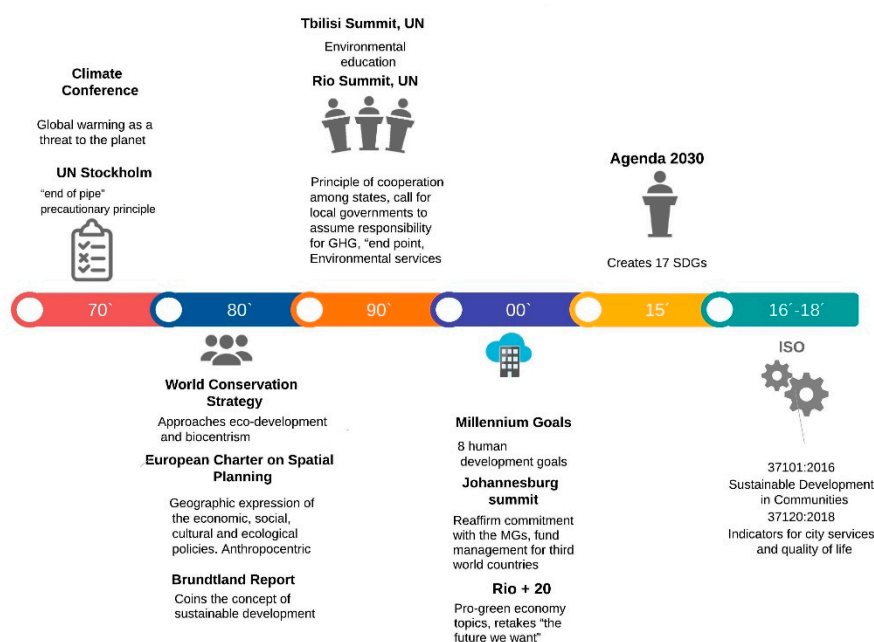 Tbilisi Summit, UN
Environmental
education
Rio Summit, UN
Climate
Conference
Global warming as a
threat to the planet
UN Stockholm
“end of pipe"
precautionary principle
Principle of cooperation
among states, call for
local governments to
assume responsibility
for GHG, “end point,
Environmental services
Agenda 2030
Creates 17 SDGs
70`
80`
90`
00`
15´
16´-18´
World Conservation
Strategy
Approaches eco-development
and biocentrism
European Charter on Spatial
Planning
Geographic expression of
the economic, social,
cultural and ecological
policies. Anthropocentric
Brundtland Report
Coins the concept of
sustainable development
Millennium Goals
8 human
development goals
Johannesburg
summit
Reaffirm commitment
with the MGs, fund
management for third
world countries
Rio + 20
Pro-green economy
topics, retakes “the
future we want”
ISO
37101:2016
Sustainable Development
in Communities
37120:2018
Indicators for city services
and quality of life